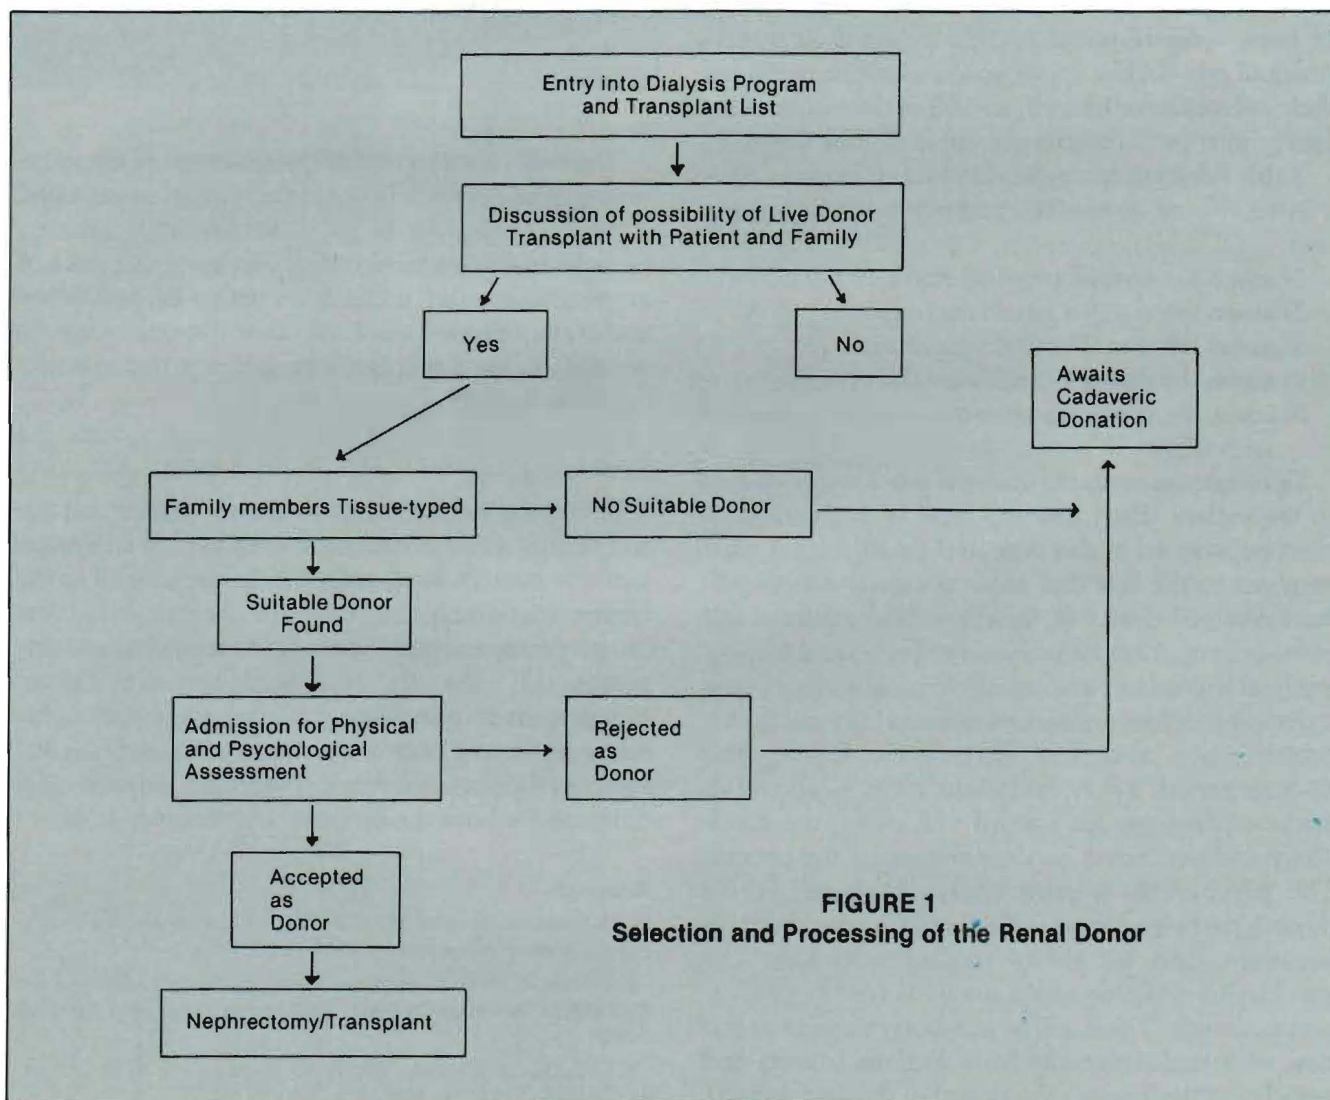 Entry into Dialysis Program
and Transplant List
Discussion of possibility of Live Donor
Transplant with Patient and Family
Yes
No
Awaits
Cadaveric
Donation
Family members Tissue-typed
No Suitable Donor
Suitable Donor
Found
Admission for Physical
and Psychological
Assessment
Rejected
as
Donor
Accepted
as
Donor
FIGURE 1
Selection and Processing of the Renal Donor
Nephrectomy/Transplant